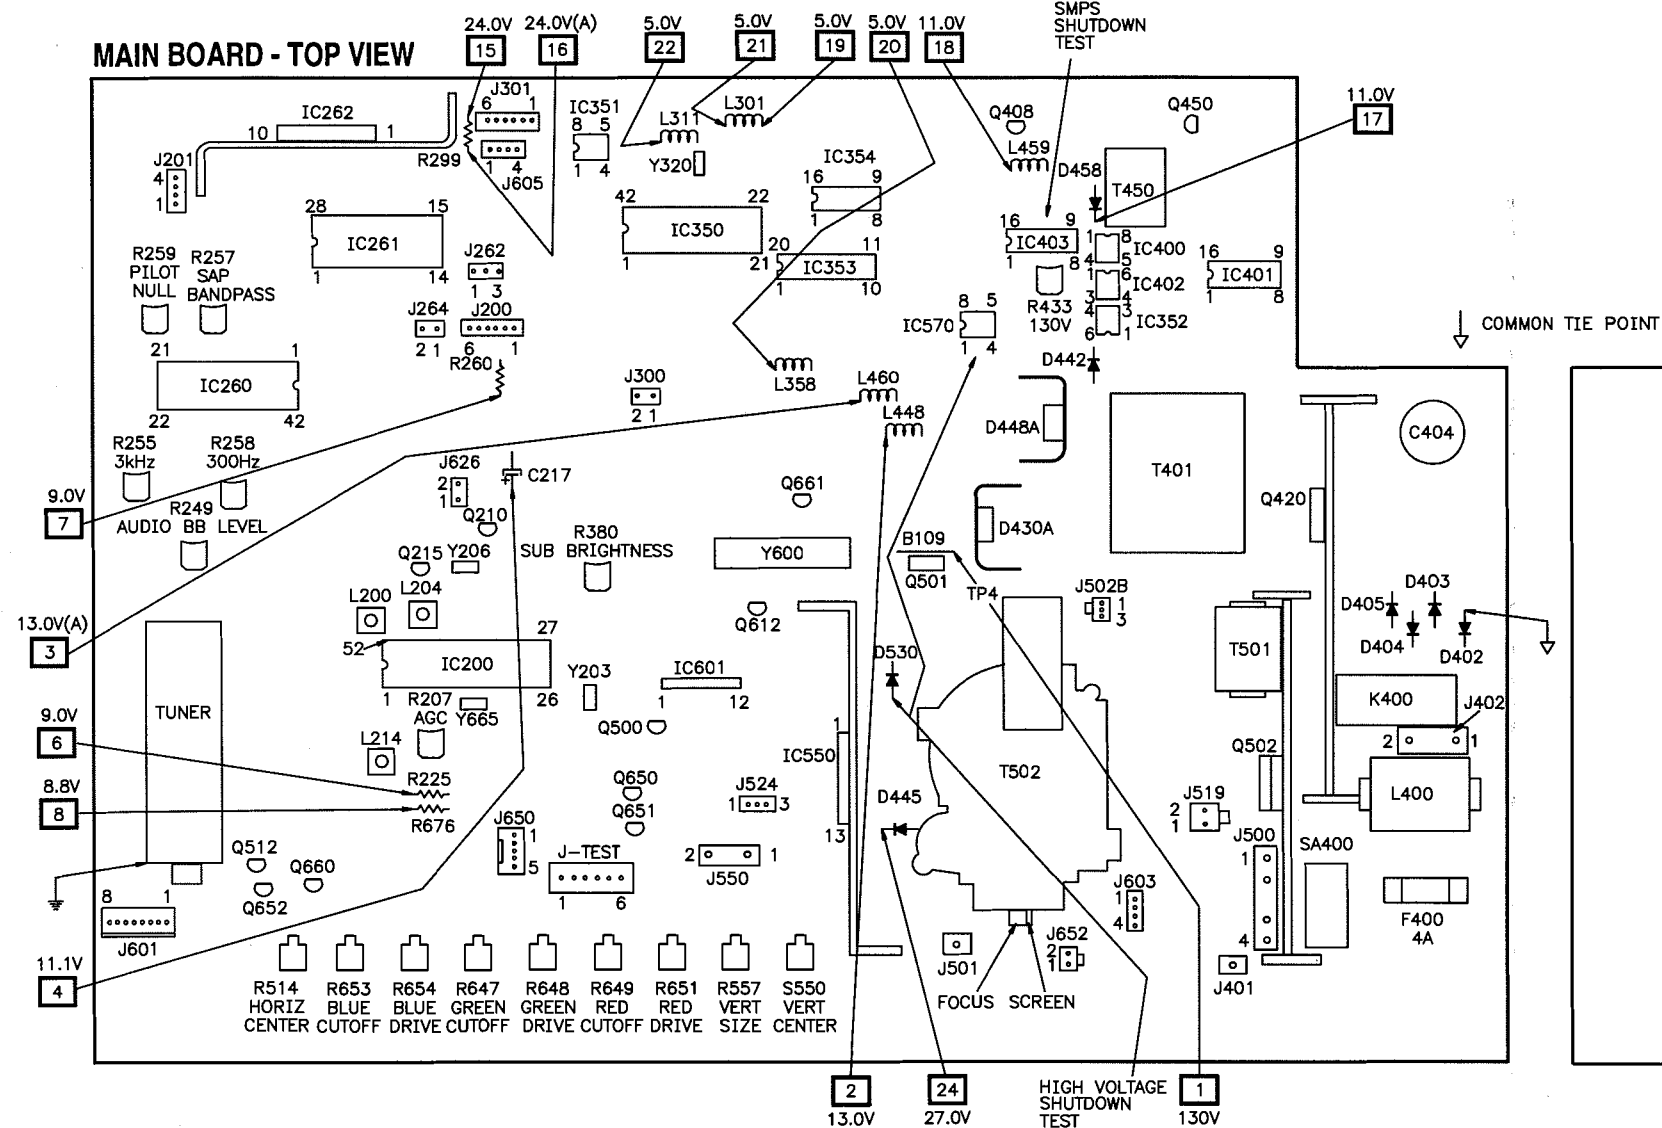 24.0V 24.0V(A) 5.0V 5.0V 5.0V 5.0V 11.0V
15 16 22 21 19 20 18
SMPS
SHUTDOWN
TEST
MAIN BOARD - TOP VIEW
11.0V
17
IC262
10 1
J301
6 1
R299
1 4
J605
IC351
8 5
1 4
L311
L301
Y320
Q408
L459
Q450
J201
4
1
IC354
16 9
1 8
D458
T450
28 15
IC261
1 14
42 22
IC350
1 21
20 11
IC353
1 10
16 9
IC403
1 8
1 8
IC400
4 5
1 6
IC402
3 4
4 3
IC352
6 1
16 9
IC401
1 8
R259
PILOT
NULL
R257
SAP
BANDPASS
J262
1 3
J264
2 1
J200
6 1
R260
R433
130V
8 5
IC570
1 4
D442
COMMON TIE POINT
21 1
IC260
22 42
J300
2 1
L358
L460
L448
D448A
T401
C404
R255
3kHz
R258
300Hz
J626
2
1
C217
+
Q210
Q661
D430A
Q420
9.0V
7
R249
AUDIO BB LEVEL
R380
SUB BRIGHTNESS
Y600
B109
Q501
TP4
Q215
Y206
L200
L204
J502B
1
3
D403
D405
D404
D402
Q612
13.0V(A)
3
27
52
IC200
1 26
Y203
IC601
1 12
D530
T501
TUNER
R207
AGC
Y665
Q500
K400
J402
2 1
9.0V
6
L214
1
IC550
13
T502
Q502
8.8V
8
R225
R676
Q650
Q651
J524
1 3
D445
J519
2
1
L400
J650
1
5
J-TEST
1 6
2 1
J550
J500
1
4
SA400
Q512
Q660
Q652
8 1
J601
J603
1
4
F400
4A
11.1V
4
J501
J652
2
1
J401
FOCUS SCREEN
R514
HORIZ
CENTER
R653
BLUE
CUTOFF
R654
BLUE
DRIVE
R647
GREEN
CUTOFF
R648
GREEN
DRIVE
R649
RED
CUTOFF
R651
RED
DRIVE
R557
VERT
SIZE
S550
VERT
CENTER
2
13.0V
24
27.0V
HIGH VOLTAGE
SHUTDOWN
TEST
1
130V